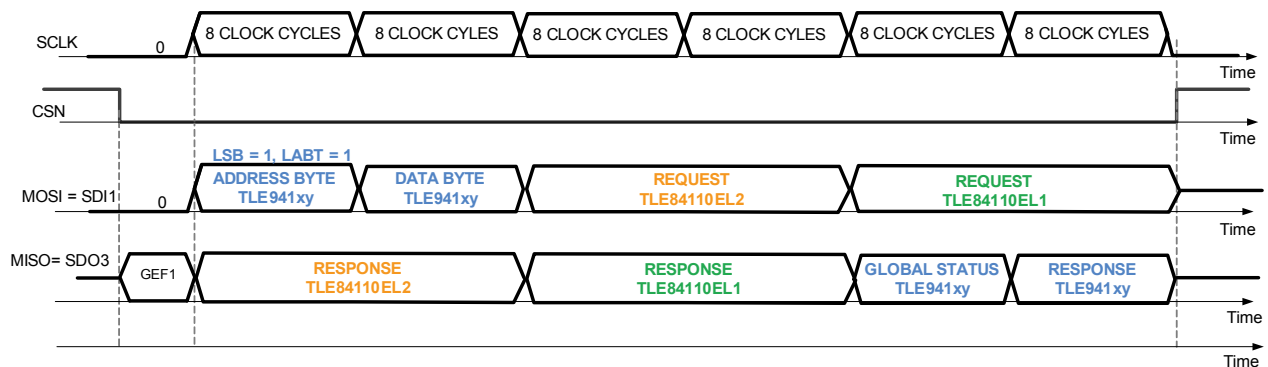 SCLK
0
8 CLOCK CYCLES
8 CLOCK CYLES
8 CLOCK CYCLES
8 CLOCK CYLES
8 CLOCK CYCLES
8 CLOCK CYLES
Time
CSN
Time
LSB = 1, LABT = 1
MOSI = SDI1
0
ADDRESS BYTE
TLE941xy
DATA BYTE
TLE941xy
REQUEST
TLE84110EL2
REQUEST
TLE84110EL1
Time
MISO= SDO3
GEF1
RESPONSE
TLE84110EL2
RESPONSE
TLE84110EL1
GLOBAL STATUS
TLE941xy
RESPONSE
TLE941xy
Time
Time